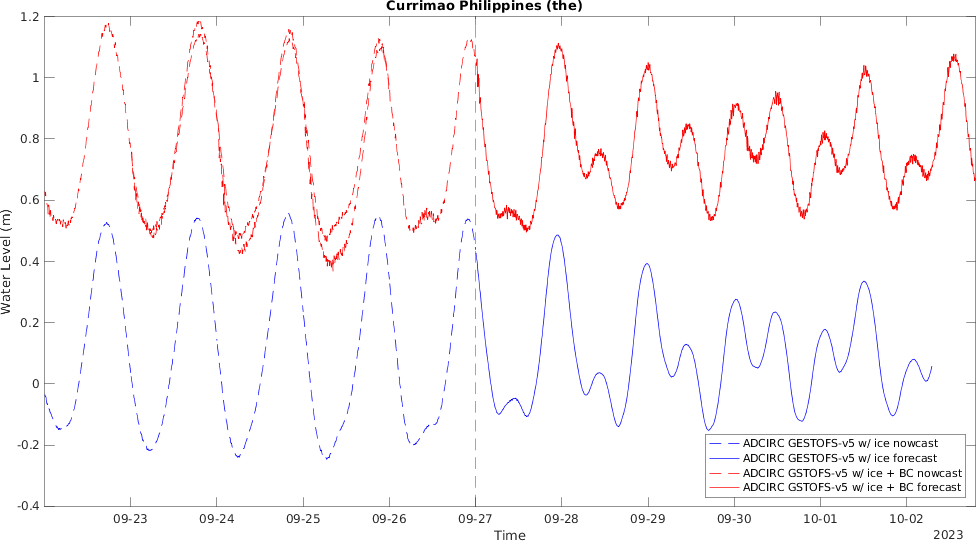 Currimao Philippines (the)
1.2
1
0.8
0.6
0.4
0.2
0
-0.2
-0.4
Water Level (m)
ADCIRC GESTOFS-v5 w/ ice nowcast
ADCIRC GESTOFS-v5 w/ ice forecast
ADCIRC GSTOFS-v5 w/ ice + BC nowcast
ADCIRC GSTOFS-v5 w/ ice + BC forecast
09-23 09-24 09-25 09-26 09-27 09-28 09-29 09-30 10-01 10-02
Time
2023